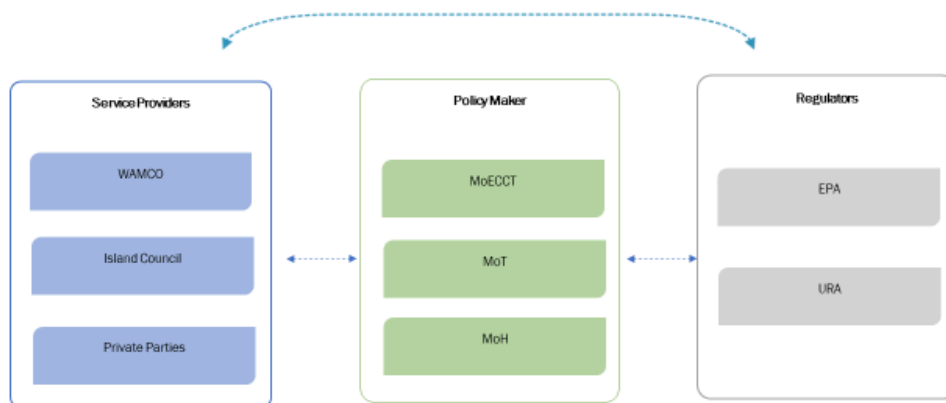 Service Providers
WAMCO
Island Council
Private Parties
Policy Maker
MoECCT
MoT
MoH
Regulators
EPA
URA